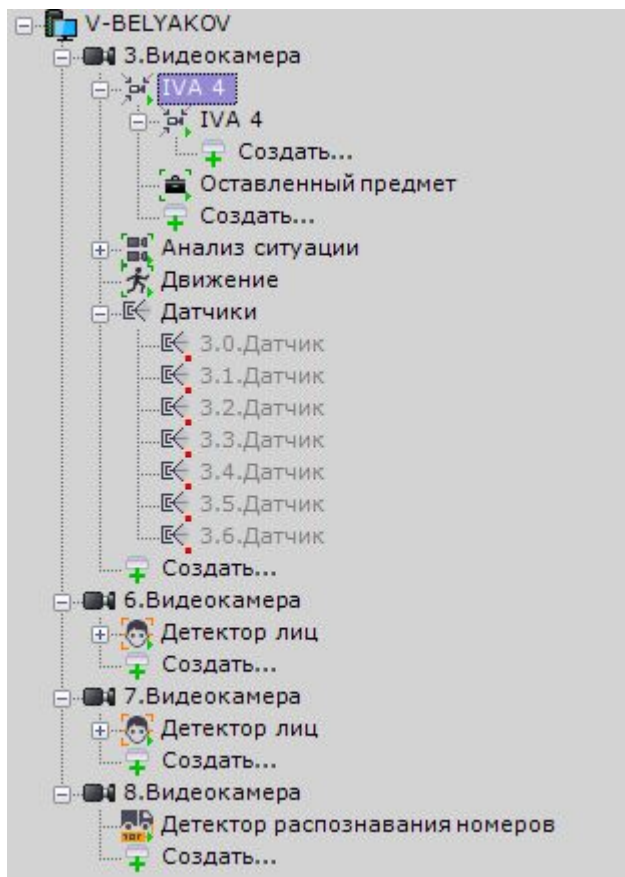 V-BELYAKOV
3.Видеокамера
IVA 4
IVA 4
Создать...
Оставленный предмет
Создать...
Анализ ситуации
Движение
Датчики
3.0.Датчик
3.1.Датчик
3.2.Датчик
3.3.Датчик
3.4.Датчик
3.5.Датчик
3.6.Датчик
Создать...
6.Видеокамера
Детектор лиц
Создать...
7.Видеокамера
Детектор лиц
Создать...
8.Видеокамера
Детектор распознавания номеров
Создать...